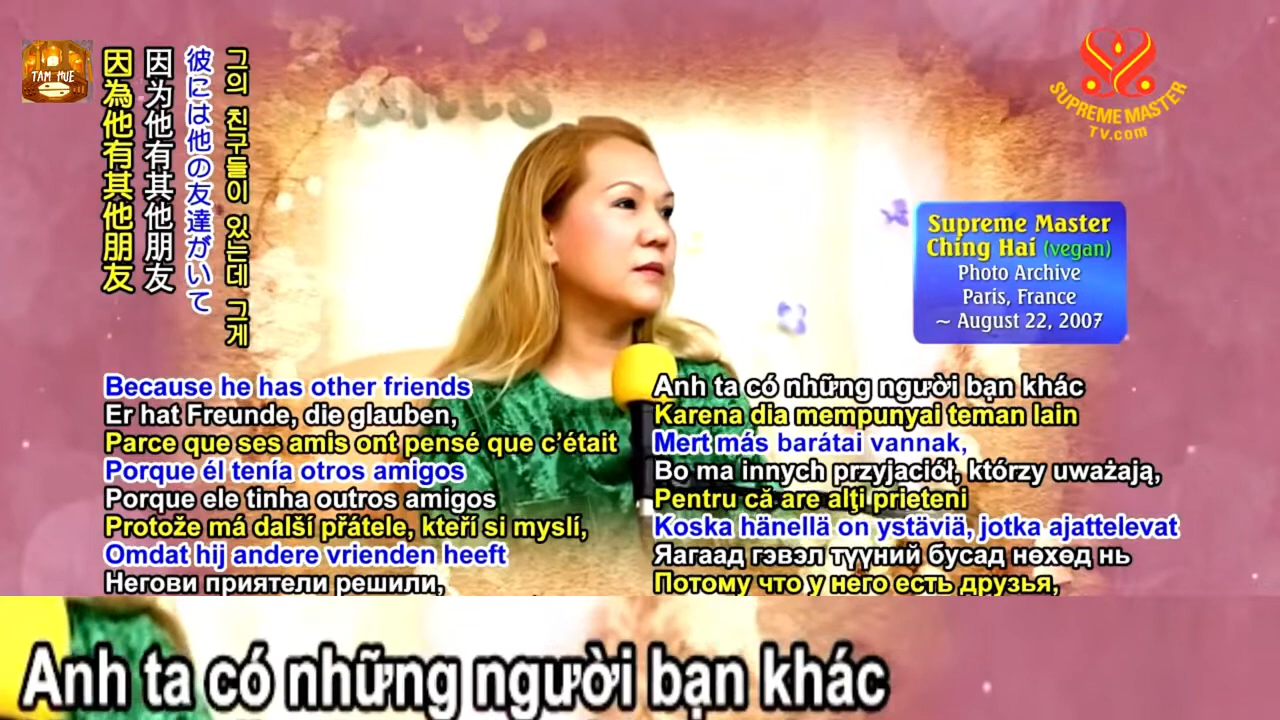 TAM HUE
因為他有其他朋友
因为他有其他朋友
彼には他の友達がいて
그의 친구들이 있는데 그게
SUPREME MASTER
TV.com
Supreme Master
Ching Hai (vegan)
Photo Archive
Paris, France
~ August 22, 2007
Because he has other friends
Er hat Freunde, die glauben,
Parce que ses amis ont pensé que c'était
Porque él tenía otros amigos
Porque ele tinha outros amigos
Protože má další přátele, kteří si myslí,
Omdat hij andere vrienden heeft
Негови приятели решили,
Anh ta có những người bạn khác
Karena dia mempunyai teman lain
Mert más barátai vannak,
Bo ma innych przyjaciół, którzy uważają,
Pentru că are alţi prieteni
Koska hänellä on ystäviä, jotka ajattelevat
Яагаад гэвэл түүний бусад нөхөд нь
Потому что у него есть друзья,
Anh ta có những người bạn khác